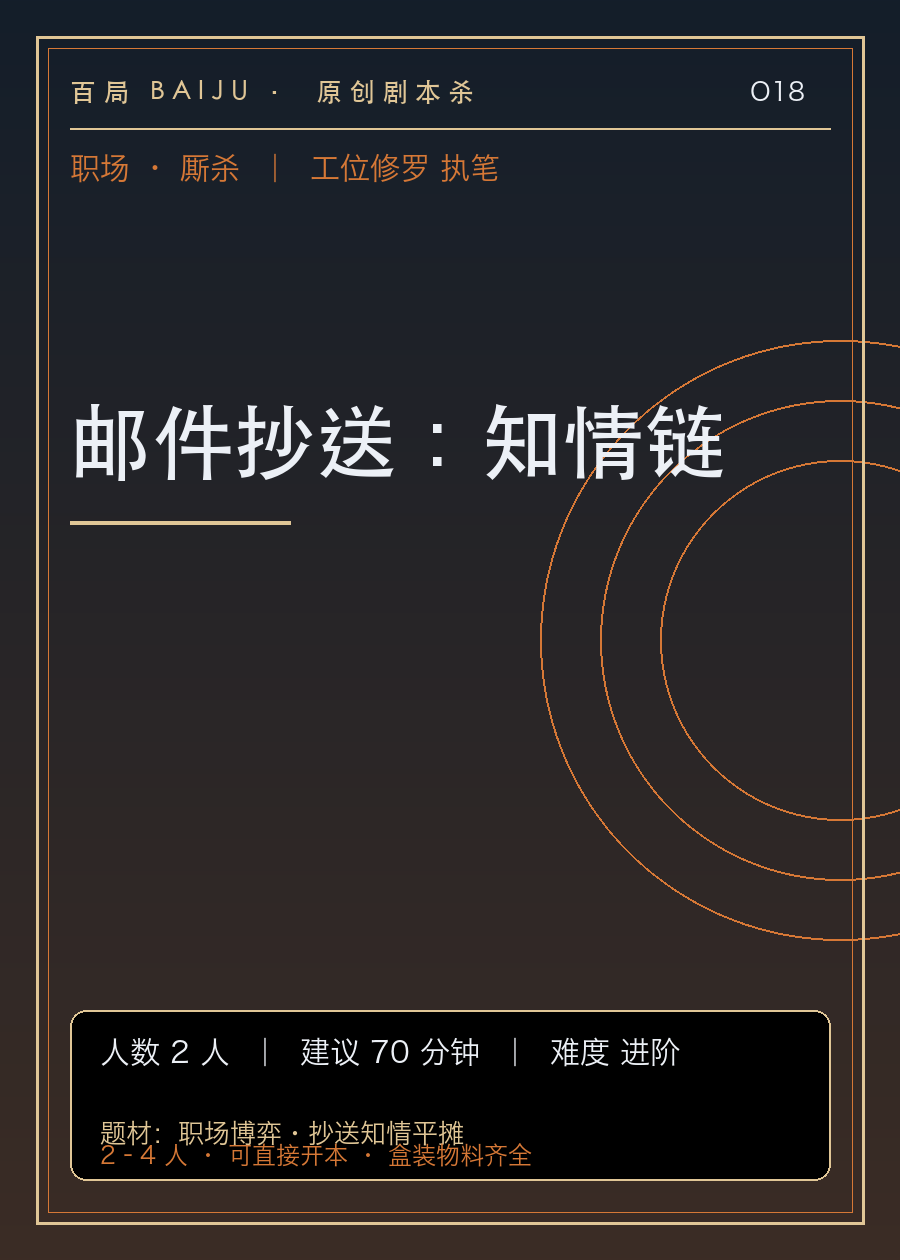 百局 BAIJU · 原创剧本杀 018
职场 · 厮杀 | 工位修罗 执笔
邮件抄送：知情链
人数 2 人 | 建议 70 分钟 | 难度 进阶
题材: 职场博弈·抄送知情平摊
2-4 人 · 可直接开本 · 盒装物料齐全